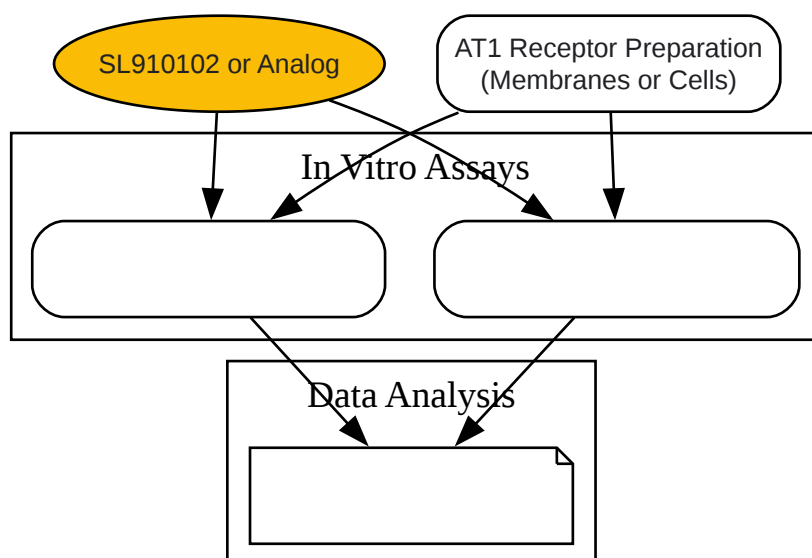 SL910102 or Analog
AT1 Receptor Preparation
(Membranes or Cells)
In Vitro Assays
Data Analysis